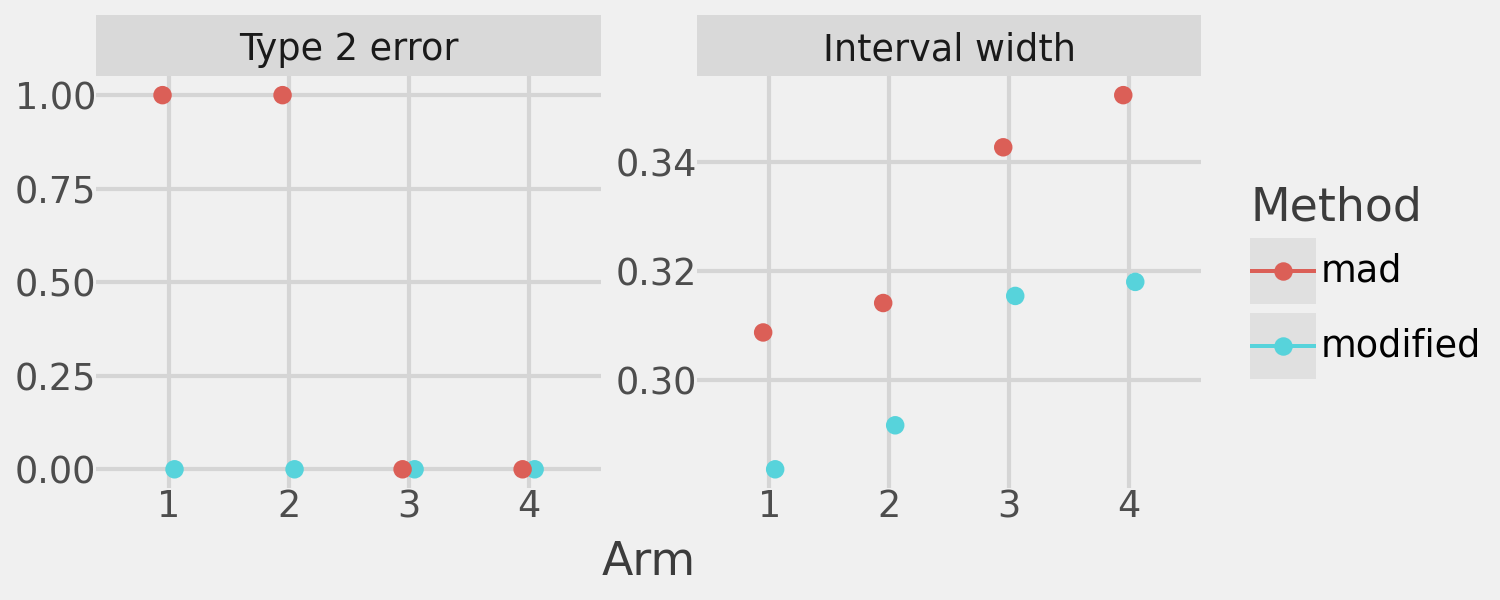 Type 2 error
1.00
0.75
0.50
0.25
0.00
1 2 3 4
Interval width
0.34
0.32
0.30
1 2 3 4
Arm
Method
mad
modified